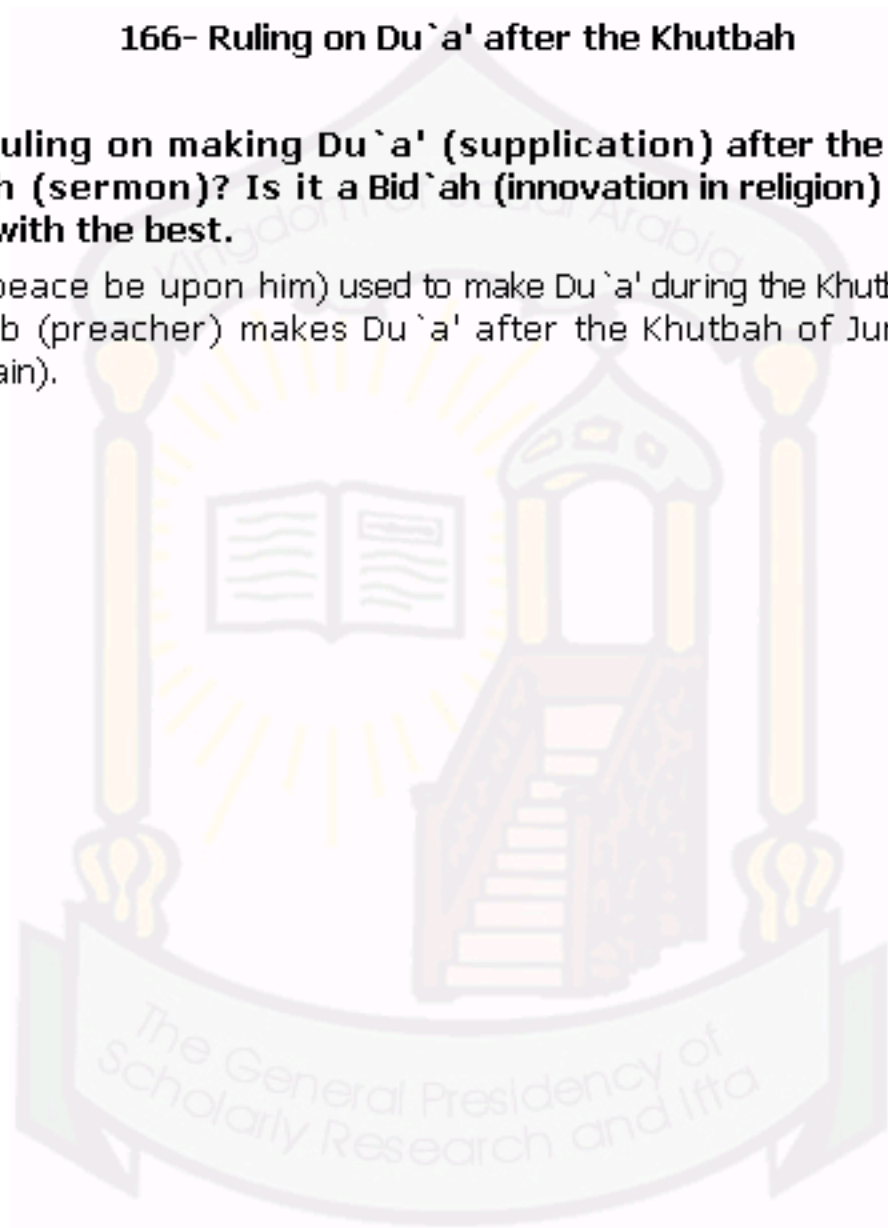 166- Ruling on Du`a' after the Khutbah
uling on making Du`a' (supplication) after the
h (sermon)? Is it a Bid`ah (innovation in religion)
with the best.
peace be upon him) used to make Du`a' during the Khut
b (preacher) makes Du`a' after the Khutbah of Ju
ain).
Kingdom of Saudi Arabia
The General Presidency of
Scholarly Research and Ifta